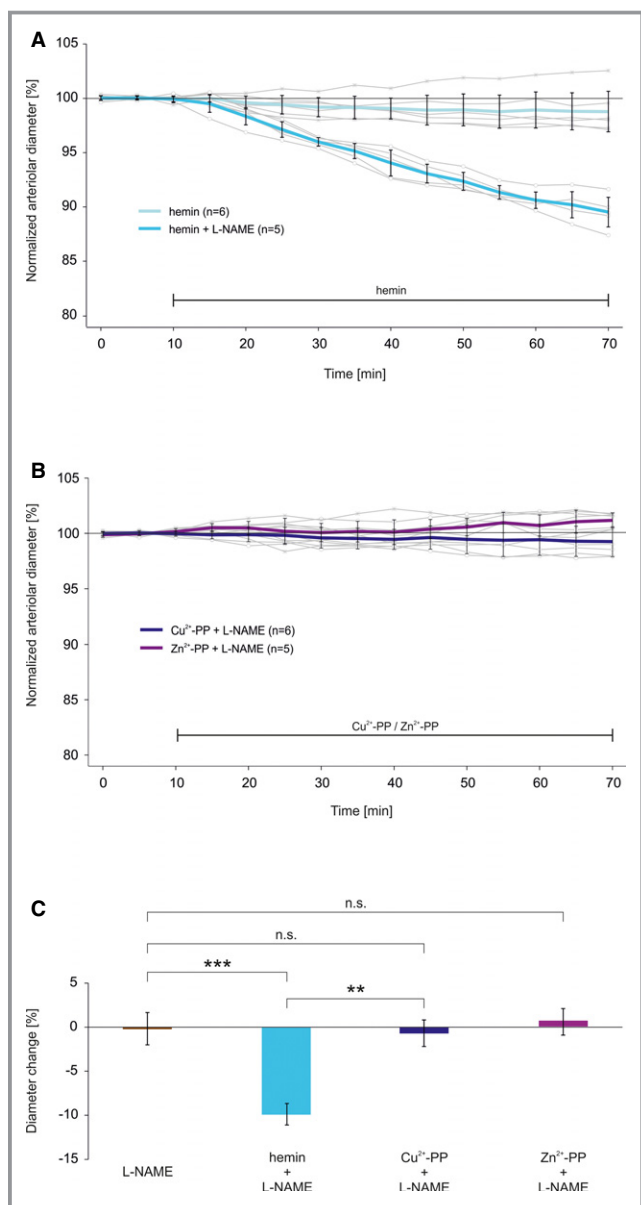 A
Normalized arteriolar diameter [%]
105
100
95
90
85
80
hemin (n=6)
hemin + L-NAME (n=5)
hemin
0 10 20 30 40 50 60 70
Time [min]
B
Normalized arteriolar diameter [%]
105
100
95
90
85
80
Cu²⁺-PP + L-NAME (n=6)
Zn²⁺-PP + L-NAME (n=5)
Cu²⁺-PP / Zn²⁺-PP
0 10 20 30 40 50 60 70
Time [min]
C
n.s.
n.s.
***
**
Diameter change [%]
5
0
-5
-10
-15
L-NAME
hemin
+
L-NAME
Cu²⁺-PP
+
L-NAME
Zn²⁺-PP
+
L-NAME